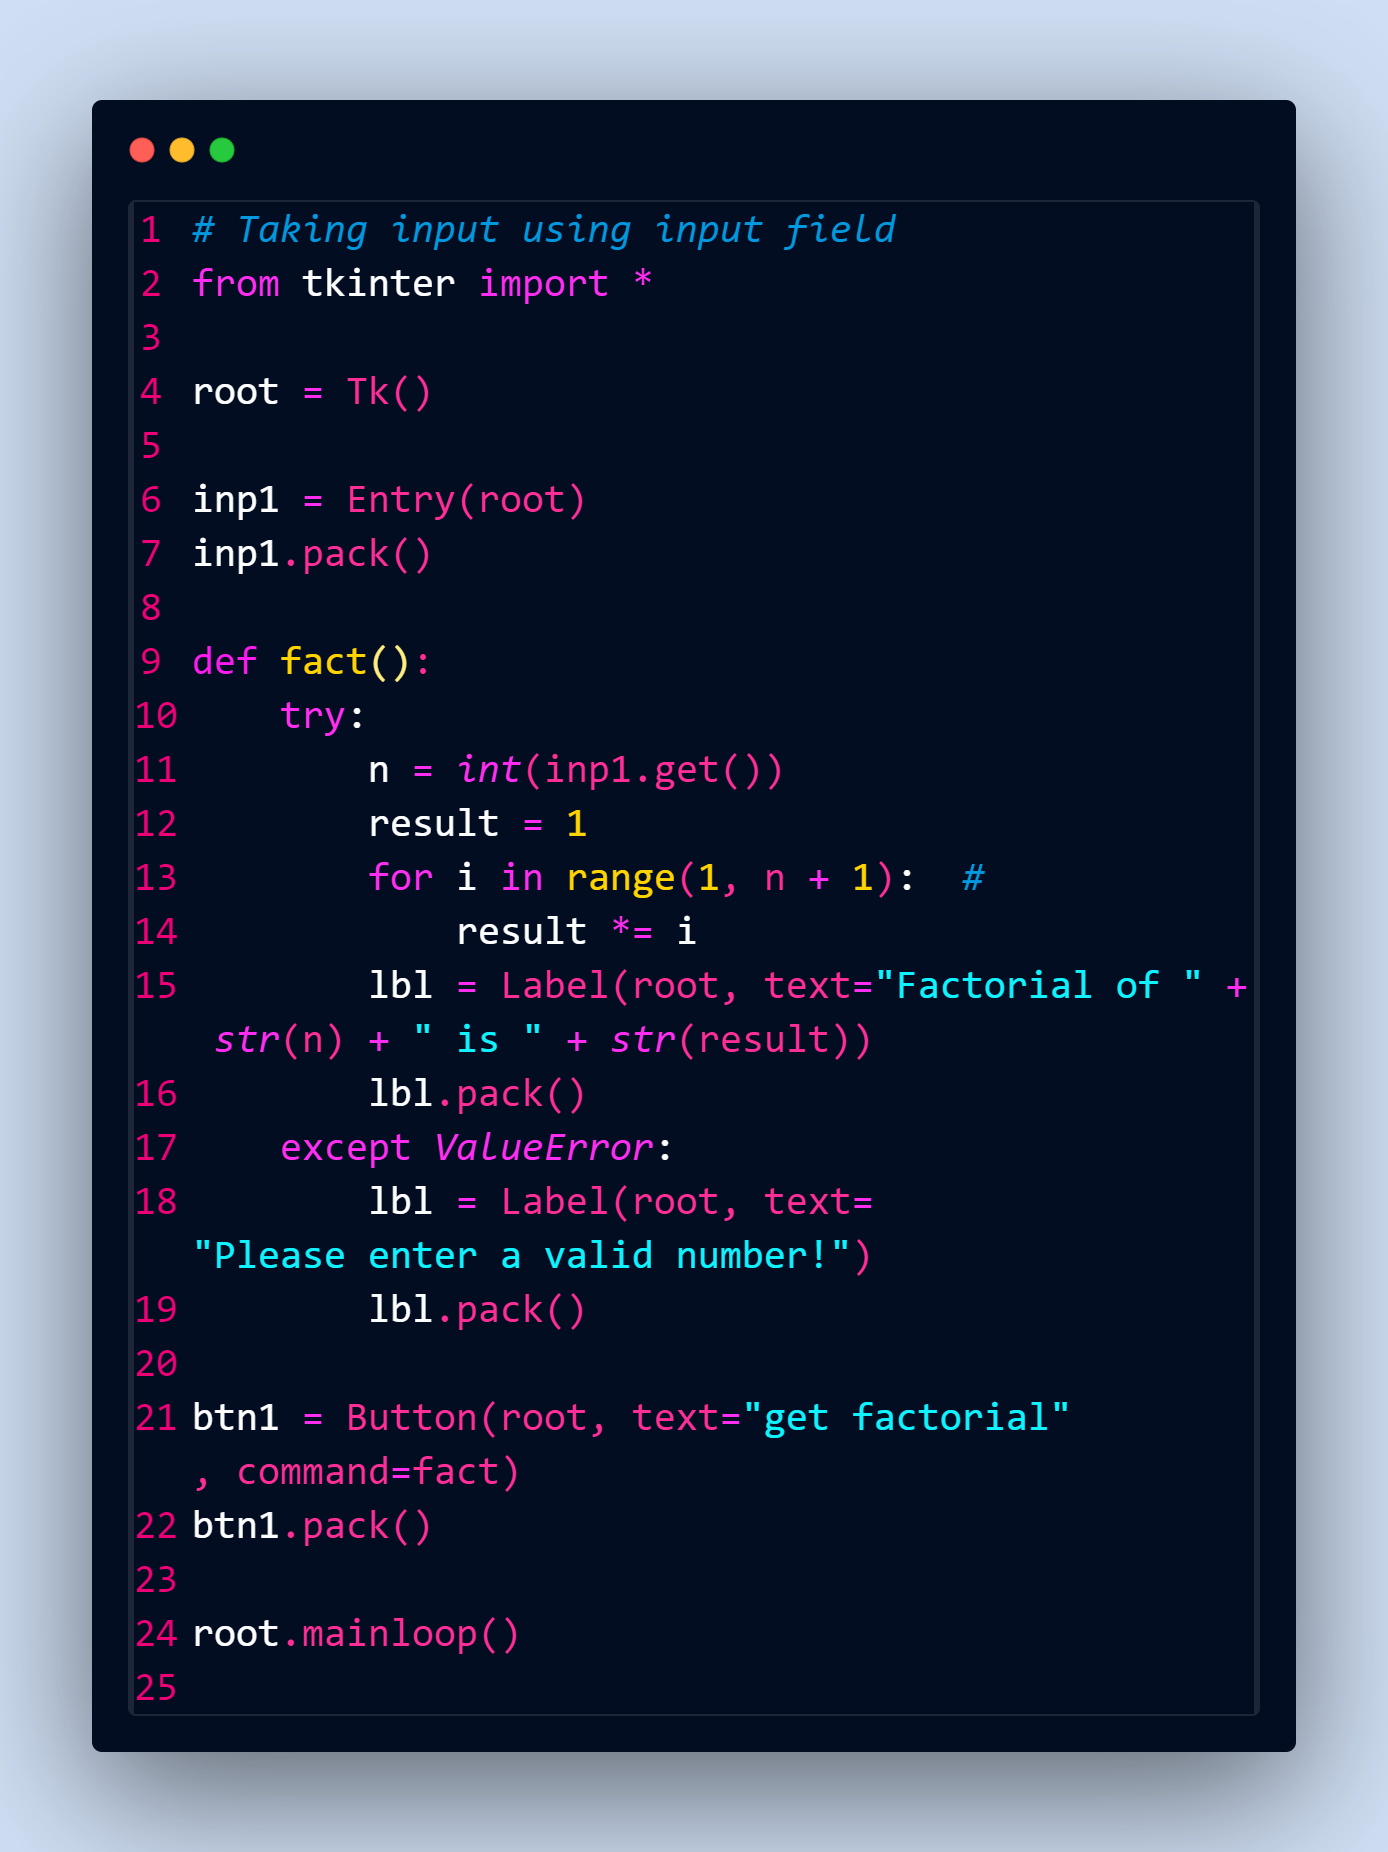 1 # Taking input using input field
2 from tkinter import *
3
4 root = Tk()
5
6 inp1 = Entry(root)
7 inp1.pack()
8
9 def fact():
10     try:
11         n = int(inp1.get())
12         result = 1
13         for i in range(1, n + 1):  #
14             result *= i
15         lbl = Label(root, text="Factorial of " +
 str(n) + " is " + str(result))
16         lbl.pack()
17     except ValueError:
18         lbl = Label(root, text=
"Please enter a valid number!")
19         lbl.pack()
20
21 btn1 = Button(root, text="get factorial"
, command=fact)
22 btn1.pack()
23
24 root.mainloop()
25